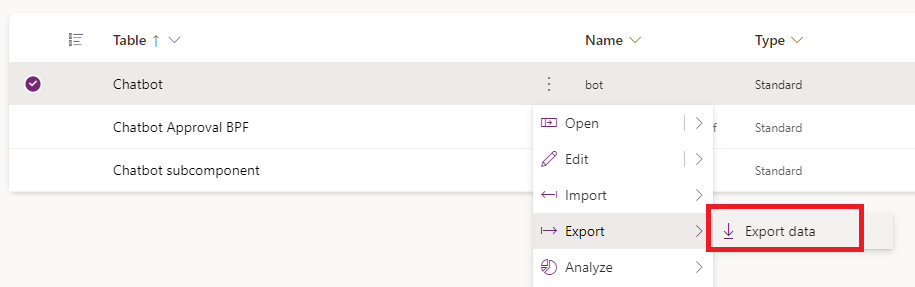 Table ↑ Name Type
Chatbot bot Standard
Chatbot Approval BPF f Standard
Chatbot subcomponent Standard
Open
Edit
Import
Export
Export data
Analyze